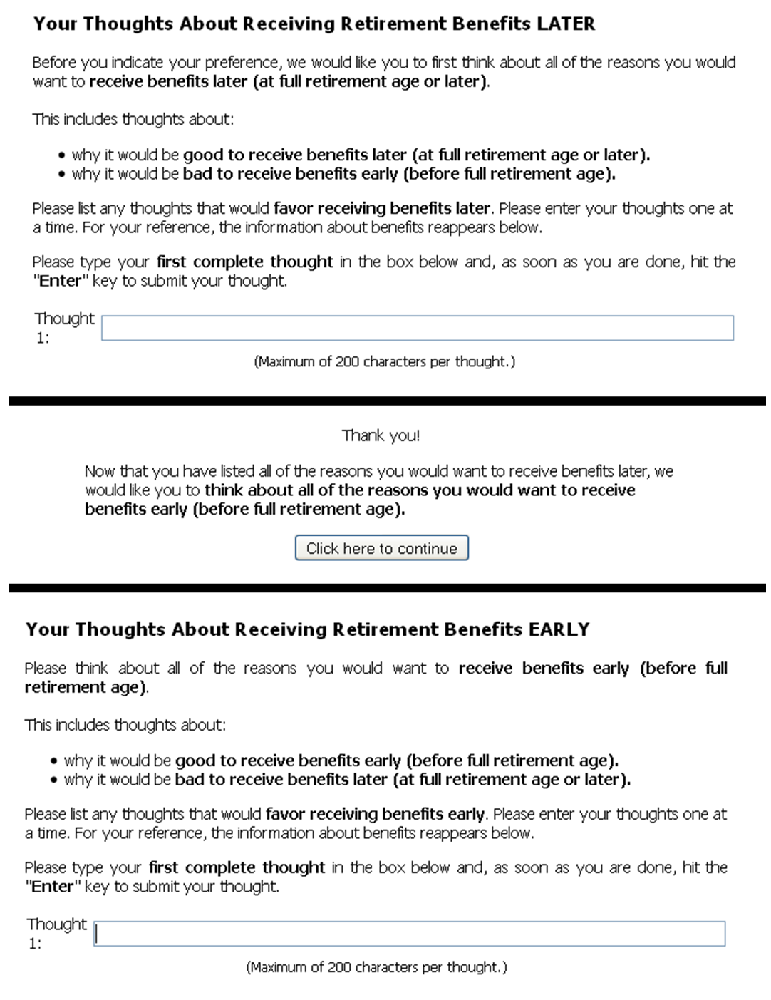 Your Thoughts About Receiving Retirement Benefits LATER
Before you indicate your preference, we would like you to first think about all of the reasons you would
want to receive benefits later (at full retirement age or later).
This includes thoughts about:
• why it would be good to receive benefits later (at full retirement age or later).
• why it would be bad to receive benefits early (before full retirement age).
Please list any thoughts that would favor receiving benefits later. Please enter your thoughts one at
a time. For your reference, the information about benefits reappears below.
Please type your first complete thought in the box below and, as soon as you are done, hit the
"Enter" key to submit your thought.
Thought
1:
(Maximum of 200 characters per thought.)
Thank you!
Now that you have listed all of the reasons you would want to receive benefits later, we
would like you to think about all of the reasons you would want to receive
benefits early (before full retirement age).
Click here to continue
Your Thoughts About Receiving Retirement Benefits EARLY
Please think about all of the reasons you would want to receive benefits early (before full
retirement age).
This includes thoughts about:
• why it would be good to receive benefits early (before full retirement age).
• why it would be bad to receive benefits later (at full retirement age or later).
Please list any thoughts that would favor receiving benefits early. Please enter your thoughts one at
a time. For your reference, the information about benefits reappears below.
Please type your first complete thought in the box below and, as soon as you are done, hit the
"Enter" key to submit your thought.
Thought
1:
(Maximum of 200 characters per thought.)